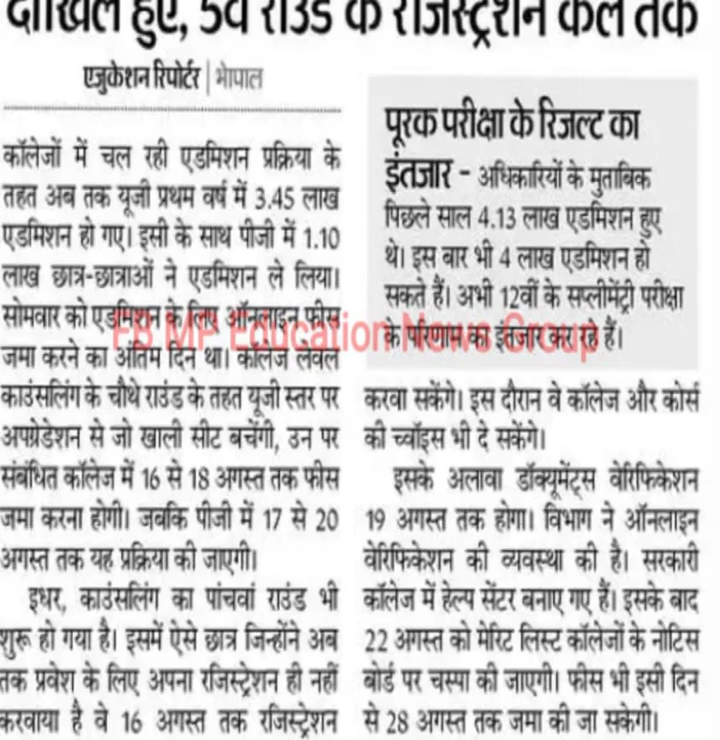 दाखिल हुए, 5वें राउंड के रजिस्ट्रेशन कल तक
एजुकेशन रिपोर्टर | भोपाल
कॉलेजों में चल रही एडमिशन प्रक्रिया के
तहत अब तक यूजी प्रथम वर्ष में 3.45 लाख
एडमिशन हो गए। इसी के साथ पीजी में 1.10
लाख छात्र-छात्राओं ने एडमिशन ले लिया।
सोमवार को एडमिशन के लिए ऑनलाइन फीस
जमा करने का अंतिम दिन था। कॉलेज लेवल
काउंसलिंग के चौथे राउंड के तहत यूजी स्तर पर
अपग्रेडेशन से जो खाली सीट बचेंगी, उन पर
संबंधित कॉलेज में 16 से 18 अगस्त तक फीस
जमा करना होगी। जबकि पीजी में 17 से 20
अगस्त तक यह प्रक्रिया की जाएगी।
इधर, काउंसलिंग का पांचवां राउंड भी
शुरू हो गया है। इसमें ऐसे छात्र जिन्होंने अब
तक प्रवेश के लिए अपना रजिस्ट्रेशन ही नहीं
करवाया है वे 16 अगस्त तक रजिस्ट्रेशन
पूरक परीक्षा के रिजल्ट का
इंतजार - अधिकारियों के मुताबिक
पिछले साल 4.13 लाख एडमिशन हुए
थे। इस बार भी 4 लाख एडमिशन हो
सकते हैं। अभी 12वीं के सप्लीमेंट्री परीक्षा
के परिणाम का इंतजार कर रहे हैं।
करवा सकेंगे। इस दौरान वे कॉलेज और कोर्स
की च्वॉइस भी दे सकेंगे।
इसके अलावा डॉक्यूमेंट्स वेरिफिकेशन
19 अगस्त तक होगा। विभाग ने ऑनलाइन
वेरिफिकेशन की व्यवस्था की है। सरकारी
कॉलेज में हेल्प सेंटर बनाए गए हैं। इसके बाद
22 अगस्त को मेरिट लिस्ट कॉलेजों के नोटिस
बोर्ड पर चस्पा की जाएगी। फीस भी इसी दिन
से 28 अगस्त तक जमा की जा सकेगी।
FB MP Education News Group